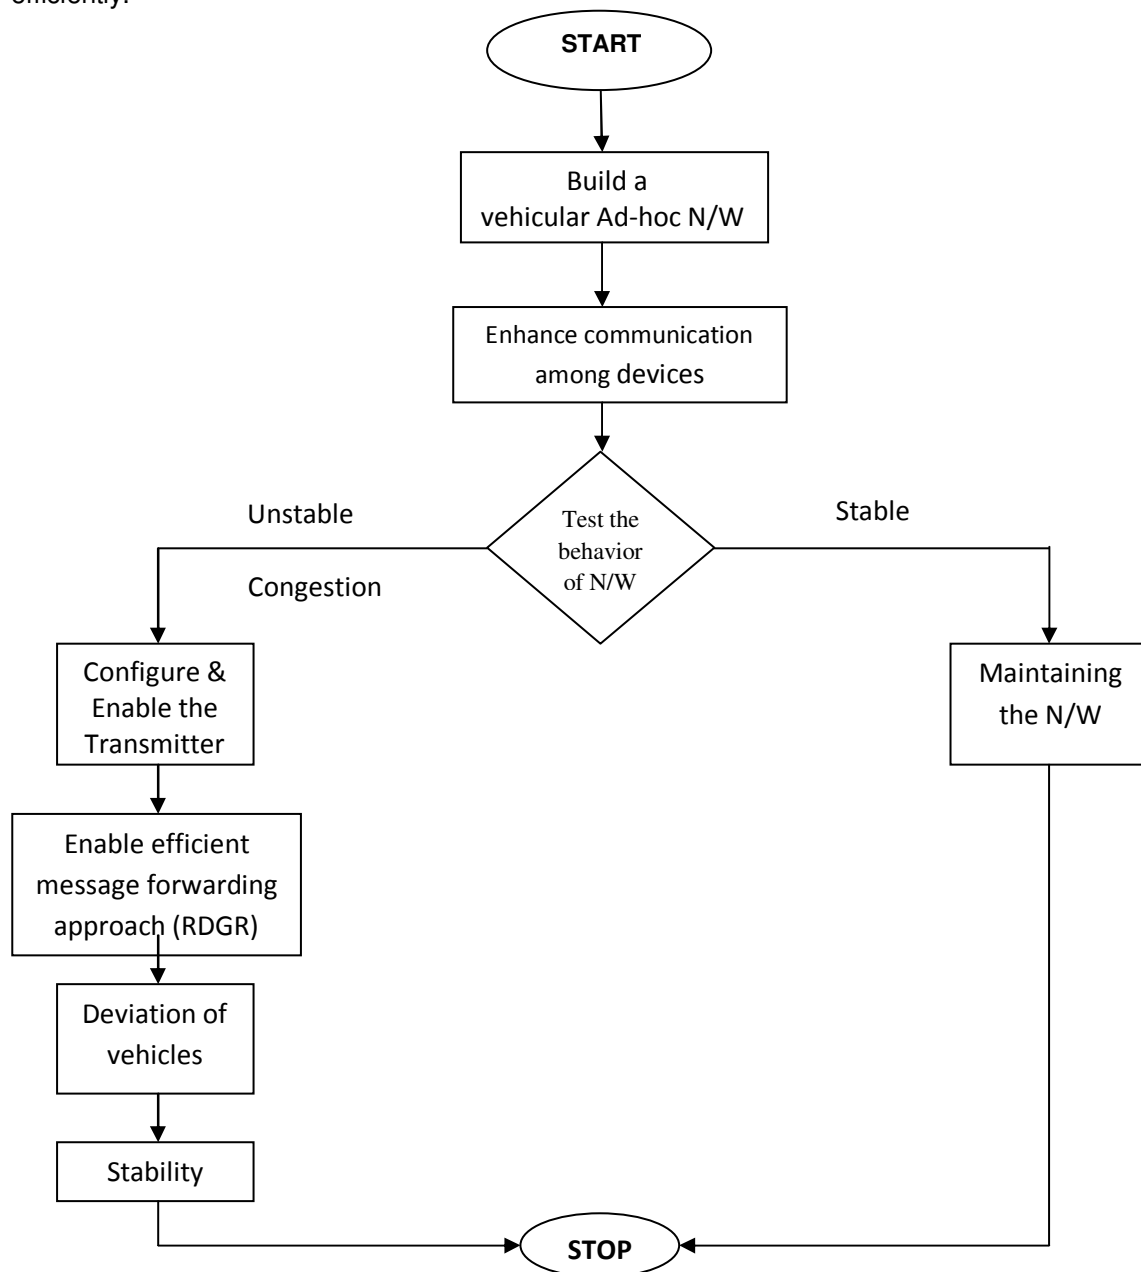 efficiently.
START
Build a
vehicular Ad-hoc N/W
Enhance communication
among devices
Test the
behavior
of N/W
Unstable
Congestion
Stable
Configure &
Enable the
Transmitter
Maintaining
the N/W
Enable efficient
message forwarding
approach (RDGR)
Deviation of
vehicles
Stability
STOP